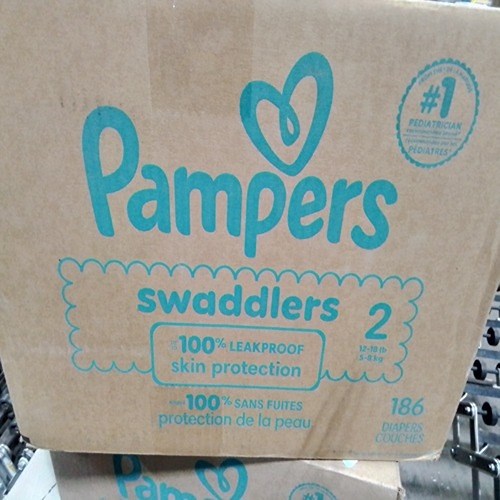 #1
PEDIATRICIAN
PÉDIATRES
Pampers
swaddlers 2
100% LEAKPROOF
skin protection
12-18 lb
5-8 kg
100% SANS FUITES
protection de la peau
186
DIAPERS
COUCHES
Pam